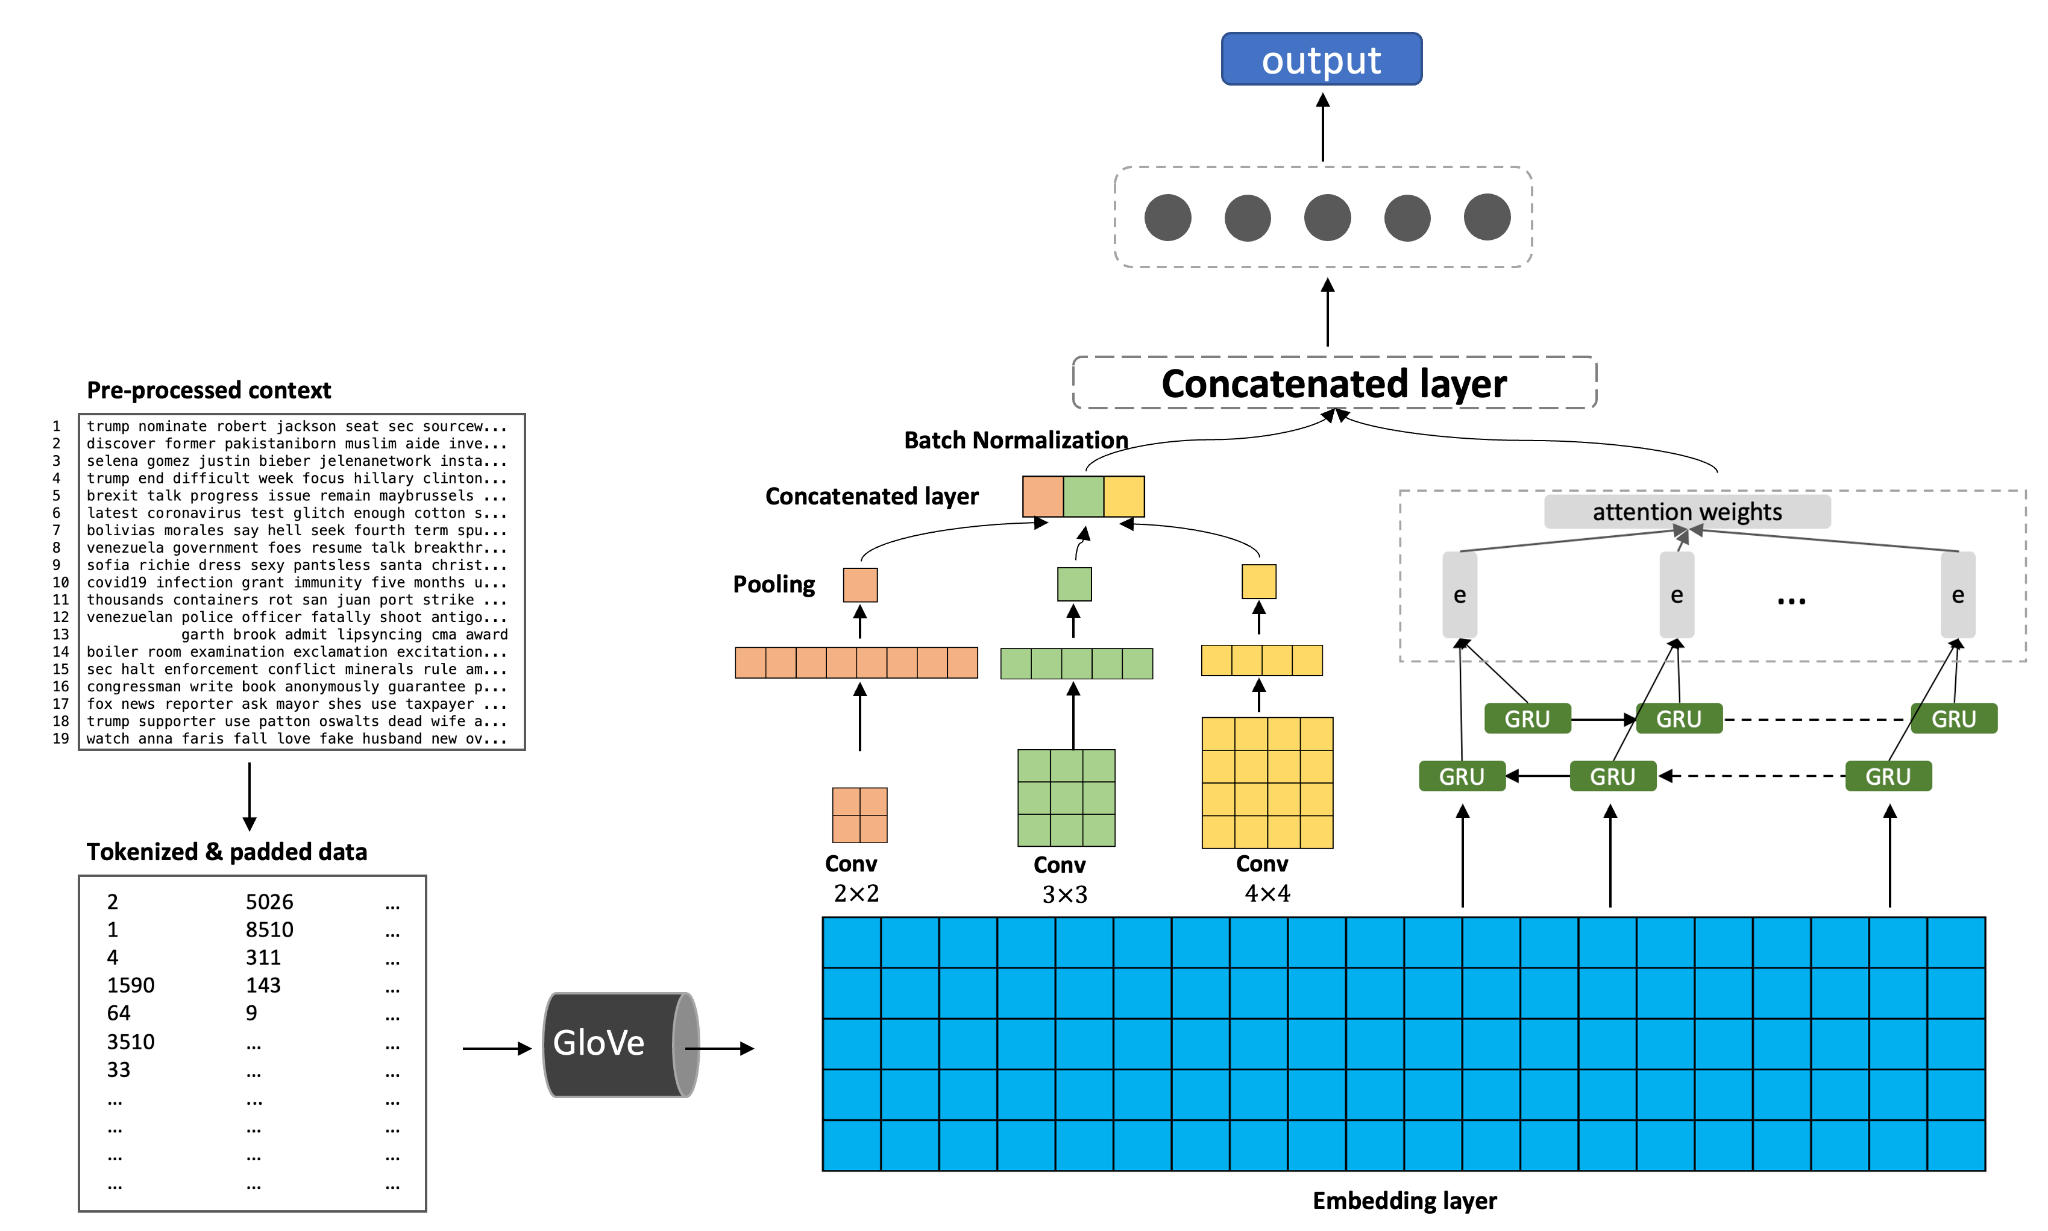 output
Concatenated layer
Pre-processed context
1 trump nominate robert jackson seat sec sourcew...
2 discover former pakistaniborn muslim aide inve...
3 selena gomez justin bieber jelenanetwork insta...
4 trump end difficult week focus hillary clinton...
5 brexit talk progress issue remain maybrussels ...
6 latest coronavirus test glitch enough cotton s...
7 bolivias morales say hell seek fourth term spu...
8 venezuela government foes resume talk breakthr...
9 sofia richie dress sexy pantsless santa christ...
10 covid19 infection grant immunity five months u...
11 thousands containers rot san juan port strike ...
12 venezuelan police officer fatally shoot antigo...
13 garth brook admit lipsyncing cma award
14 boiler room examination exclamation excitation...
15 sec halt enforcement conflict minerals rule am...
16 congressman write book anonymously guarantee p...
17 fox news reporter ask mayor shes use taxpayer ...
18 trump supporter use patton oswalts dead wife a...
19 watch anna faris fall love fake husband new ov...
Batch Normalization
Concatenated layer
Pooling
attention weights
e e ... e
GRU GRU GRU
GRU GRU GRU
Conv Conv Conv
2×2 3×3 4×4
Tokenized & padded data
2 5026 ...
1 8510 ...
4 311 ...
1590 143 ...
64 9 ...
3510 ... ...
33 ... ...
... ... ...
... ... ...
... ... ...
... ... ...
GloVe
Embedding layer